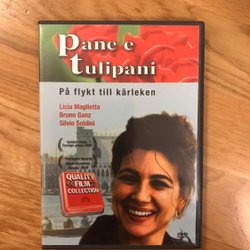 Pane e
tulipani
På flykt till kärleken
Licia Maglietta
Bruno Ganz
Silvio Soldini
QUALITY
FILM
COLLECTION